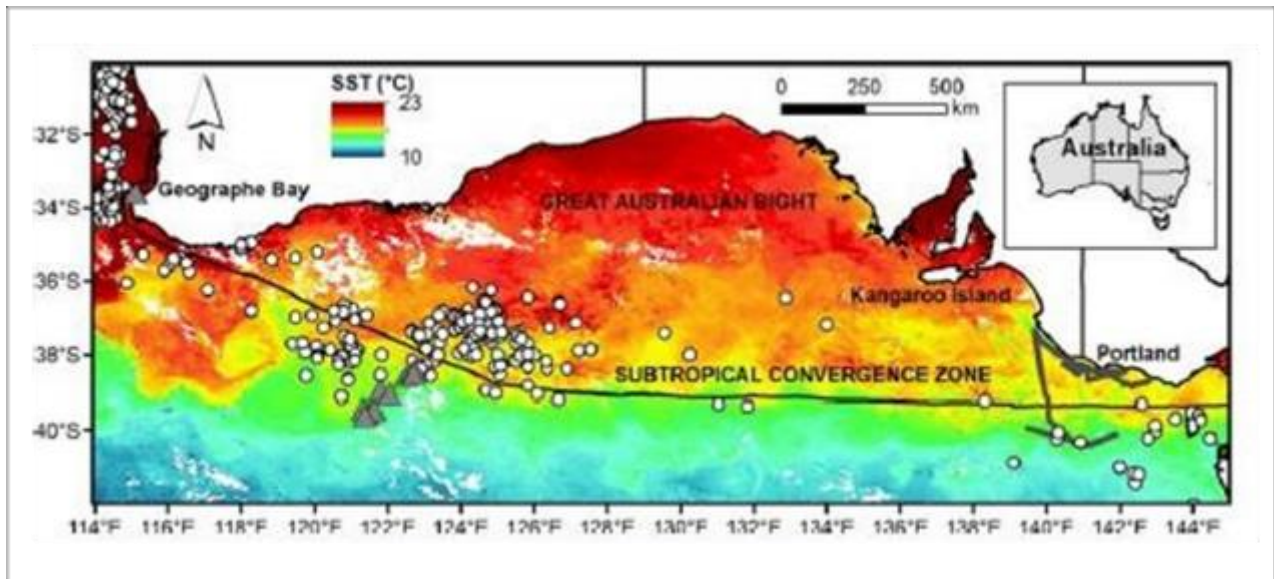 SST (°C)
23
10
0 250 500
km
N
Australia
32°S
34°S
36°S
38°S
40°S
Geographe Bay
GREAT AUSTRALIAN BIGHT
Kangaroo Island
Portland
SUBTROPICAL CONVERGENCE ZONE
114°E 116°E 118°E 120°E 122°E 124°E 126°E 128°E 130°E 132°E 134°E 136°E 138°E 140°E 142°E 144°E